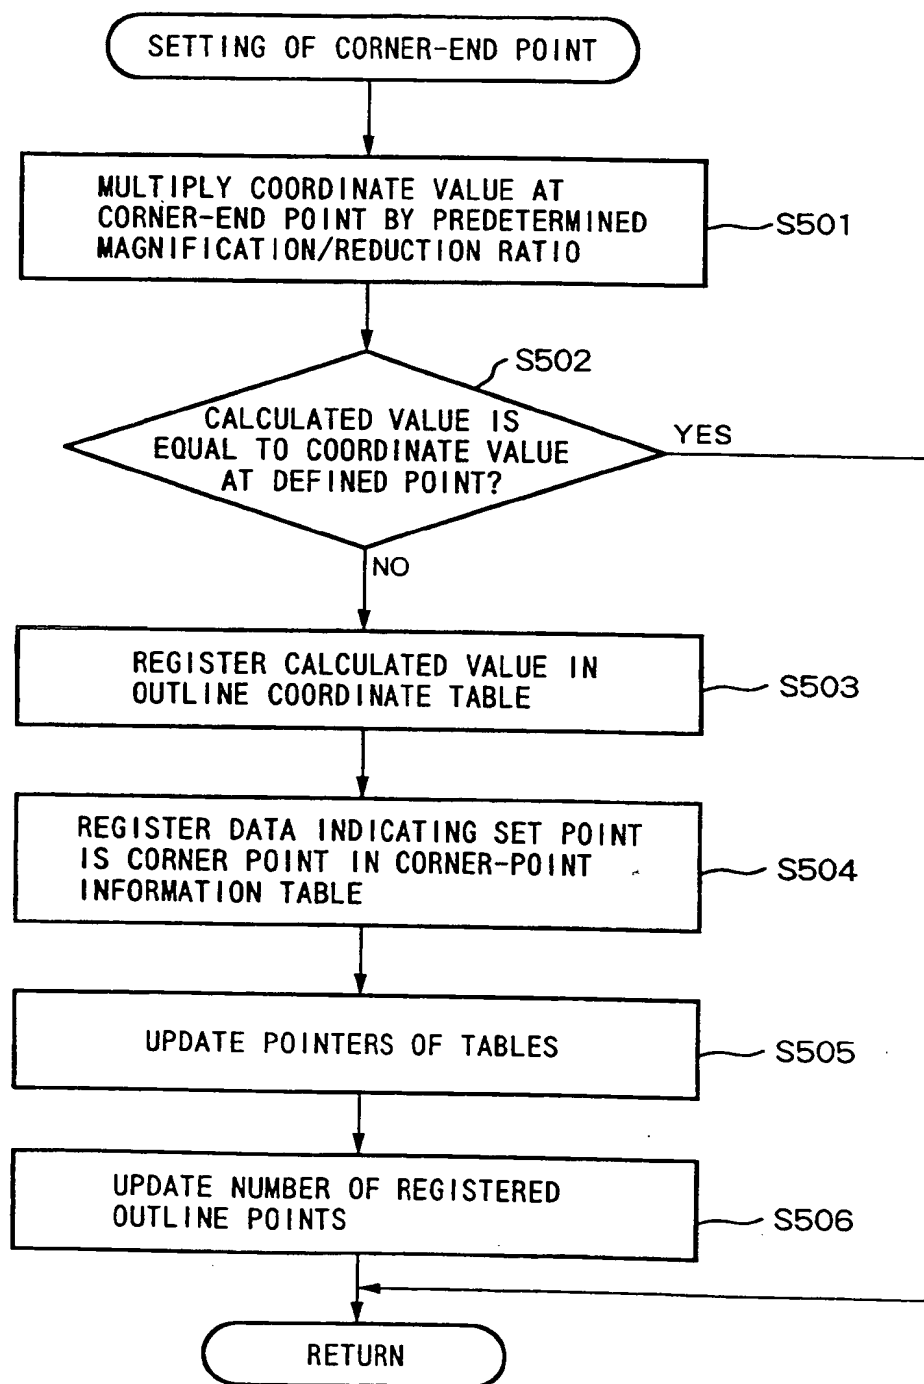 SETTING OF CORNER-END POINT
MULTIPLY COORDINATE VALUE AT
CORNER-END POINT BY PREDETERMINED
MAGNIFICATION/REDUCTION RATIO
S501
S502
CALCULATED VALUE IS
EQUAL TO COORDINATE VALUE
AT DEFINED POINT?
YES
NO
REGISTER CALCULATED VALUE IN
OUTLINE COORDINATE TABLE
S503
REGISTER DATA INDICATING SET POINT
IS CORNER POINT IN CORNER-POINT
INFORMATION TABLE
S504
UPDATE POINTERS OF TABLES
S505
UPDATE NUMBER OF REGISTERED
OUTLINE POINTS
S506
RETURN